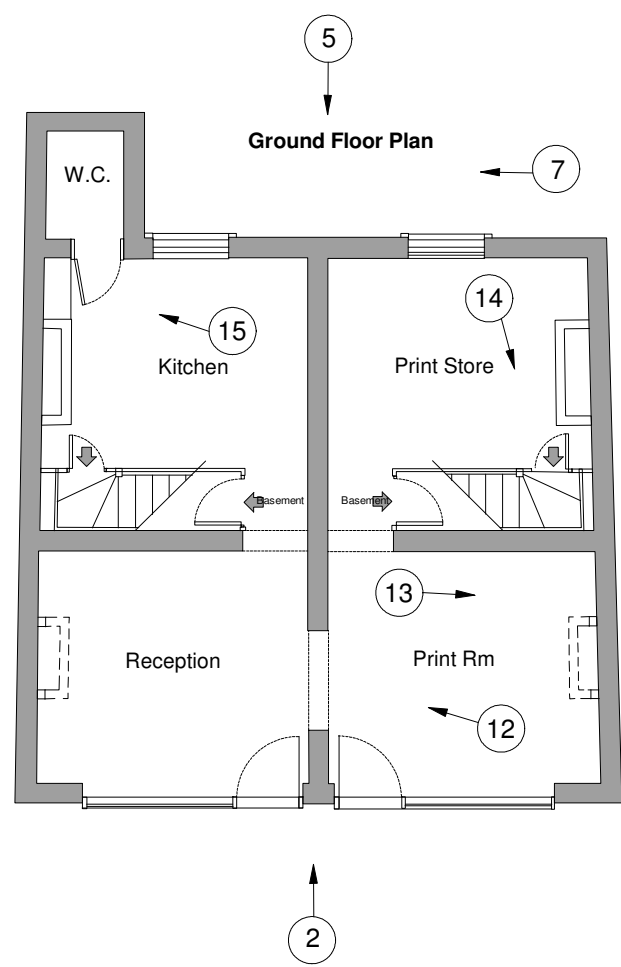 5
Ground Floor Plan
7
W.C.
14
15
Kitchen
Print Store
Basement
Basement
13
Reception
Print Rm
12
2